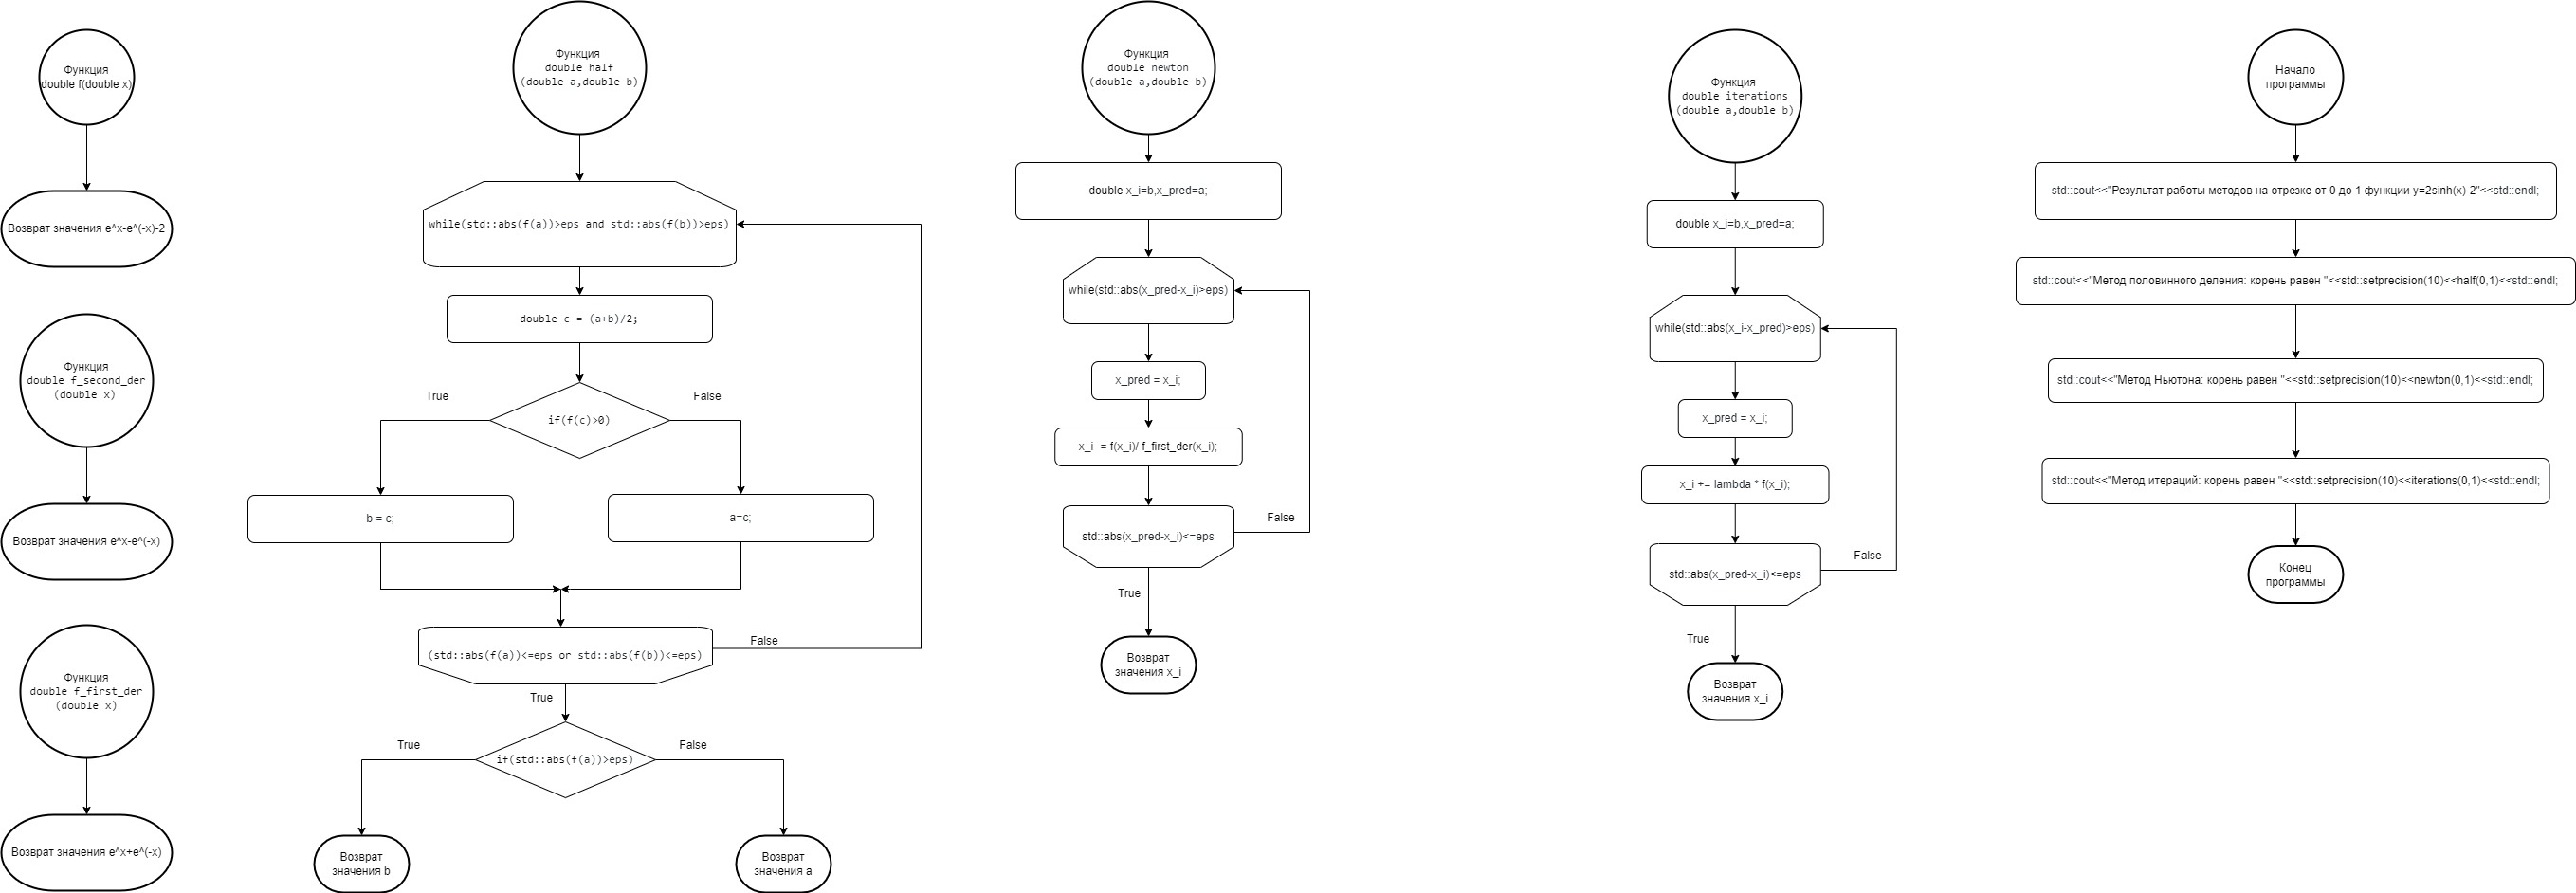 Функция
double f(double x)
Возврат значения e^x-e^(-x)-2
Функция
double f_second_der
(double x)
Возврат значения e^x-e^(-x)
Функция
double f_first_der
(double x)
Возврат значения e^x+e^(-x)
Функция
double half
(double a,double b)
while(std::abs(f(a))>eps and std::abs(f(b))>eps)
double c = (a+b)/2;
True
False
if(f(c)>0)
b = c;
a=c;
(std::abs(f(a))<=eps or std::abs(f(b))<=eps)
False
True
True
False
if(std::abs(f(a))>eps)
Возврат
значения b
Возврат
значения a
Функция
double newton
(double a,double b)
double x_i=b,x_pred=a;
while(std::abs(x_pred-x_i)>eps)
x_pred = x_i;
x_i -= f(x_i)/ f_first_der(x_i);
std::abs(x_pred-x_i)<=eps
False
True
Возврат
значения x_i
Функция
double iterations
(double a,double b)
double x_i=b,x_pred=a;
while(std::abs(x_i-x_pred)>eps)
x_pred = x_i;
x_i += lambda * f(x_i);
std::abs(x_pred-x_i)<=eps
False
True
Возврат
значения x_i
Начало
программы
std::cout<<"Результат работы методов на отрезке от 0 до 1 функции y=2sinh(x)-2"<<std::endl;
std::cout<<"Метод половинного деления: корень равен "<<std::setprecision(10)<<half(0,1)<<std::endl;
std::cout<<"Метод Ньютона: корень равен "<<std::setprecision(10)<<newton(0,1)<<std::endl;
std::cout<<"Метод итераций: корень равен "<<std::setprecision(10)<<iterations(0,1)<<std::endl;
Конец
программы